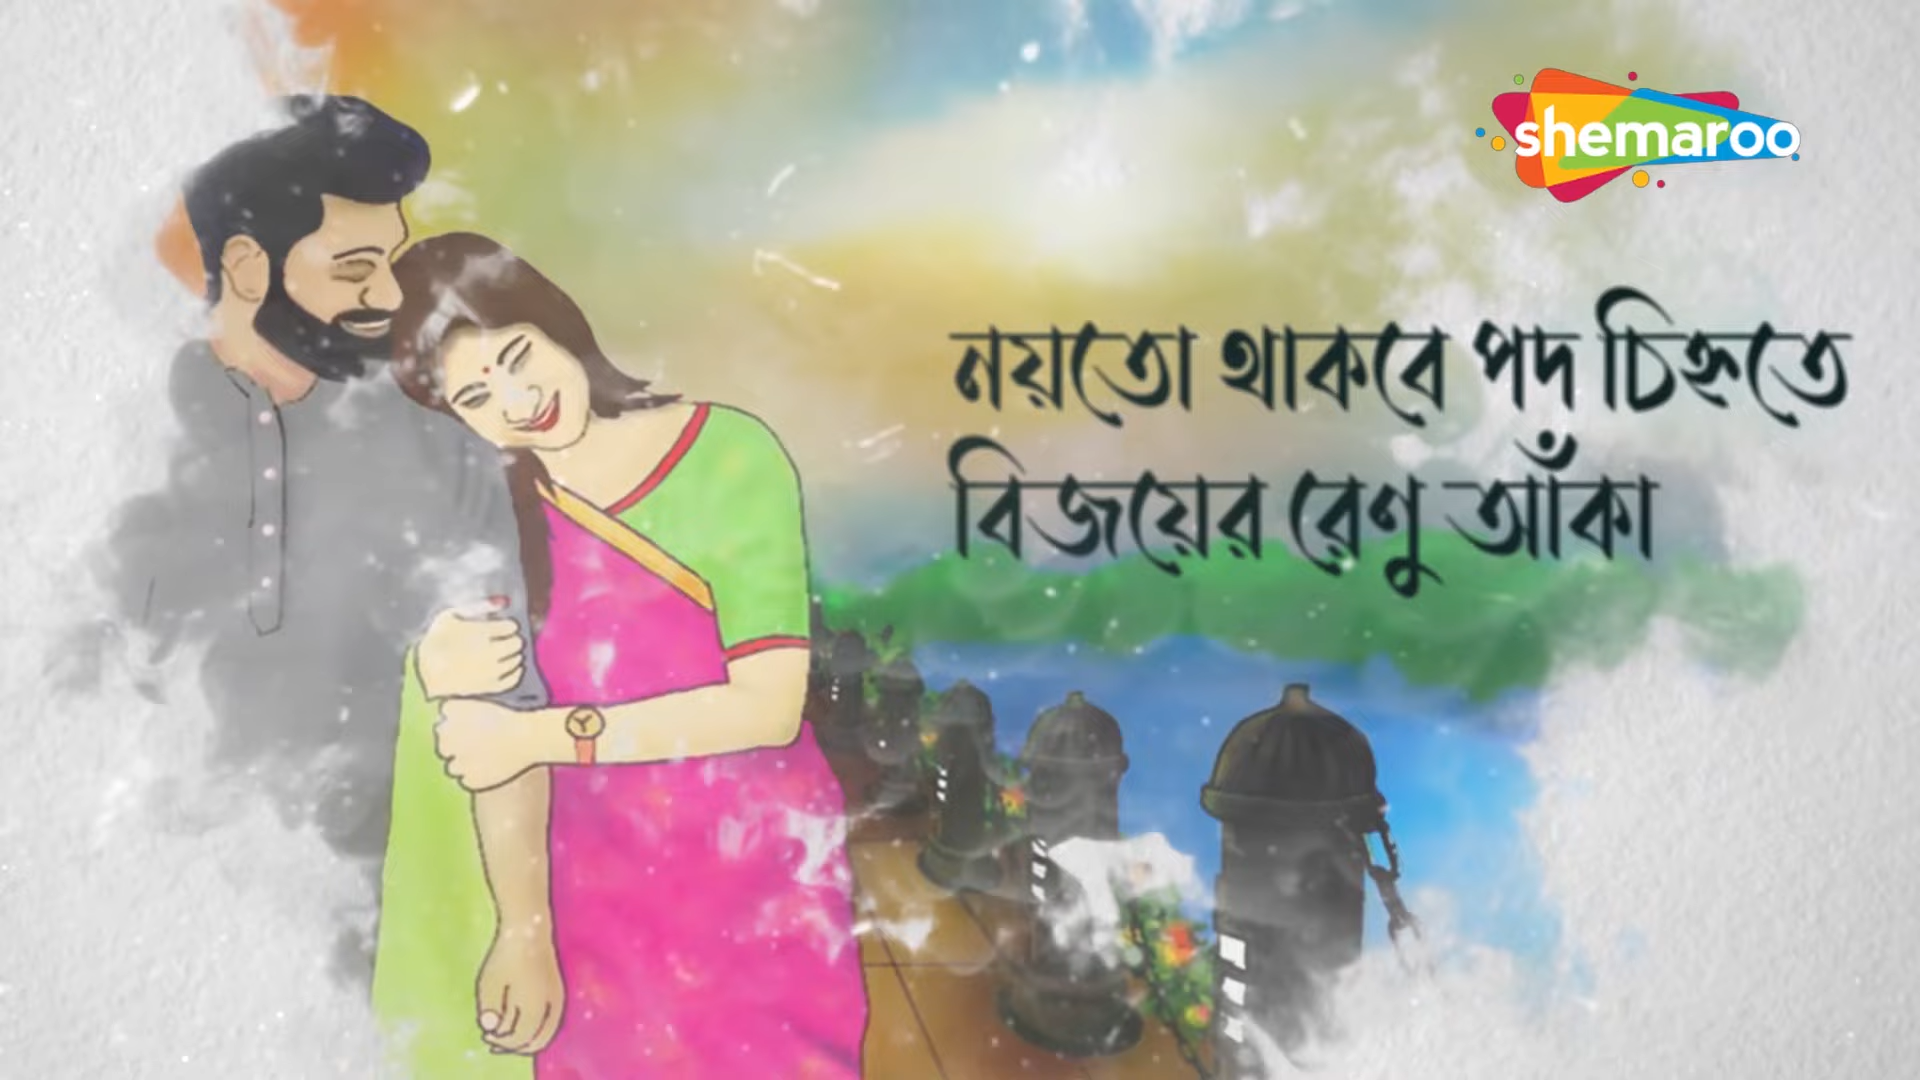 shemaroo
নয়তো থাকবে পদ চিহ্নতে
বিজয়ের রেণু আঁকা